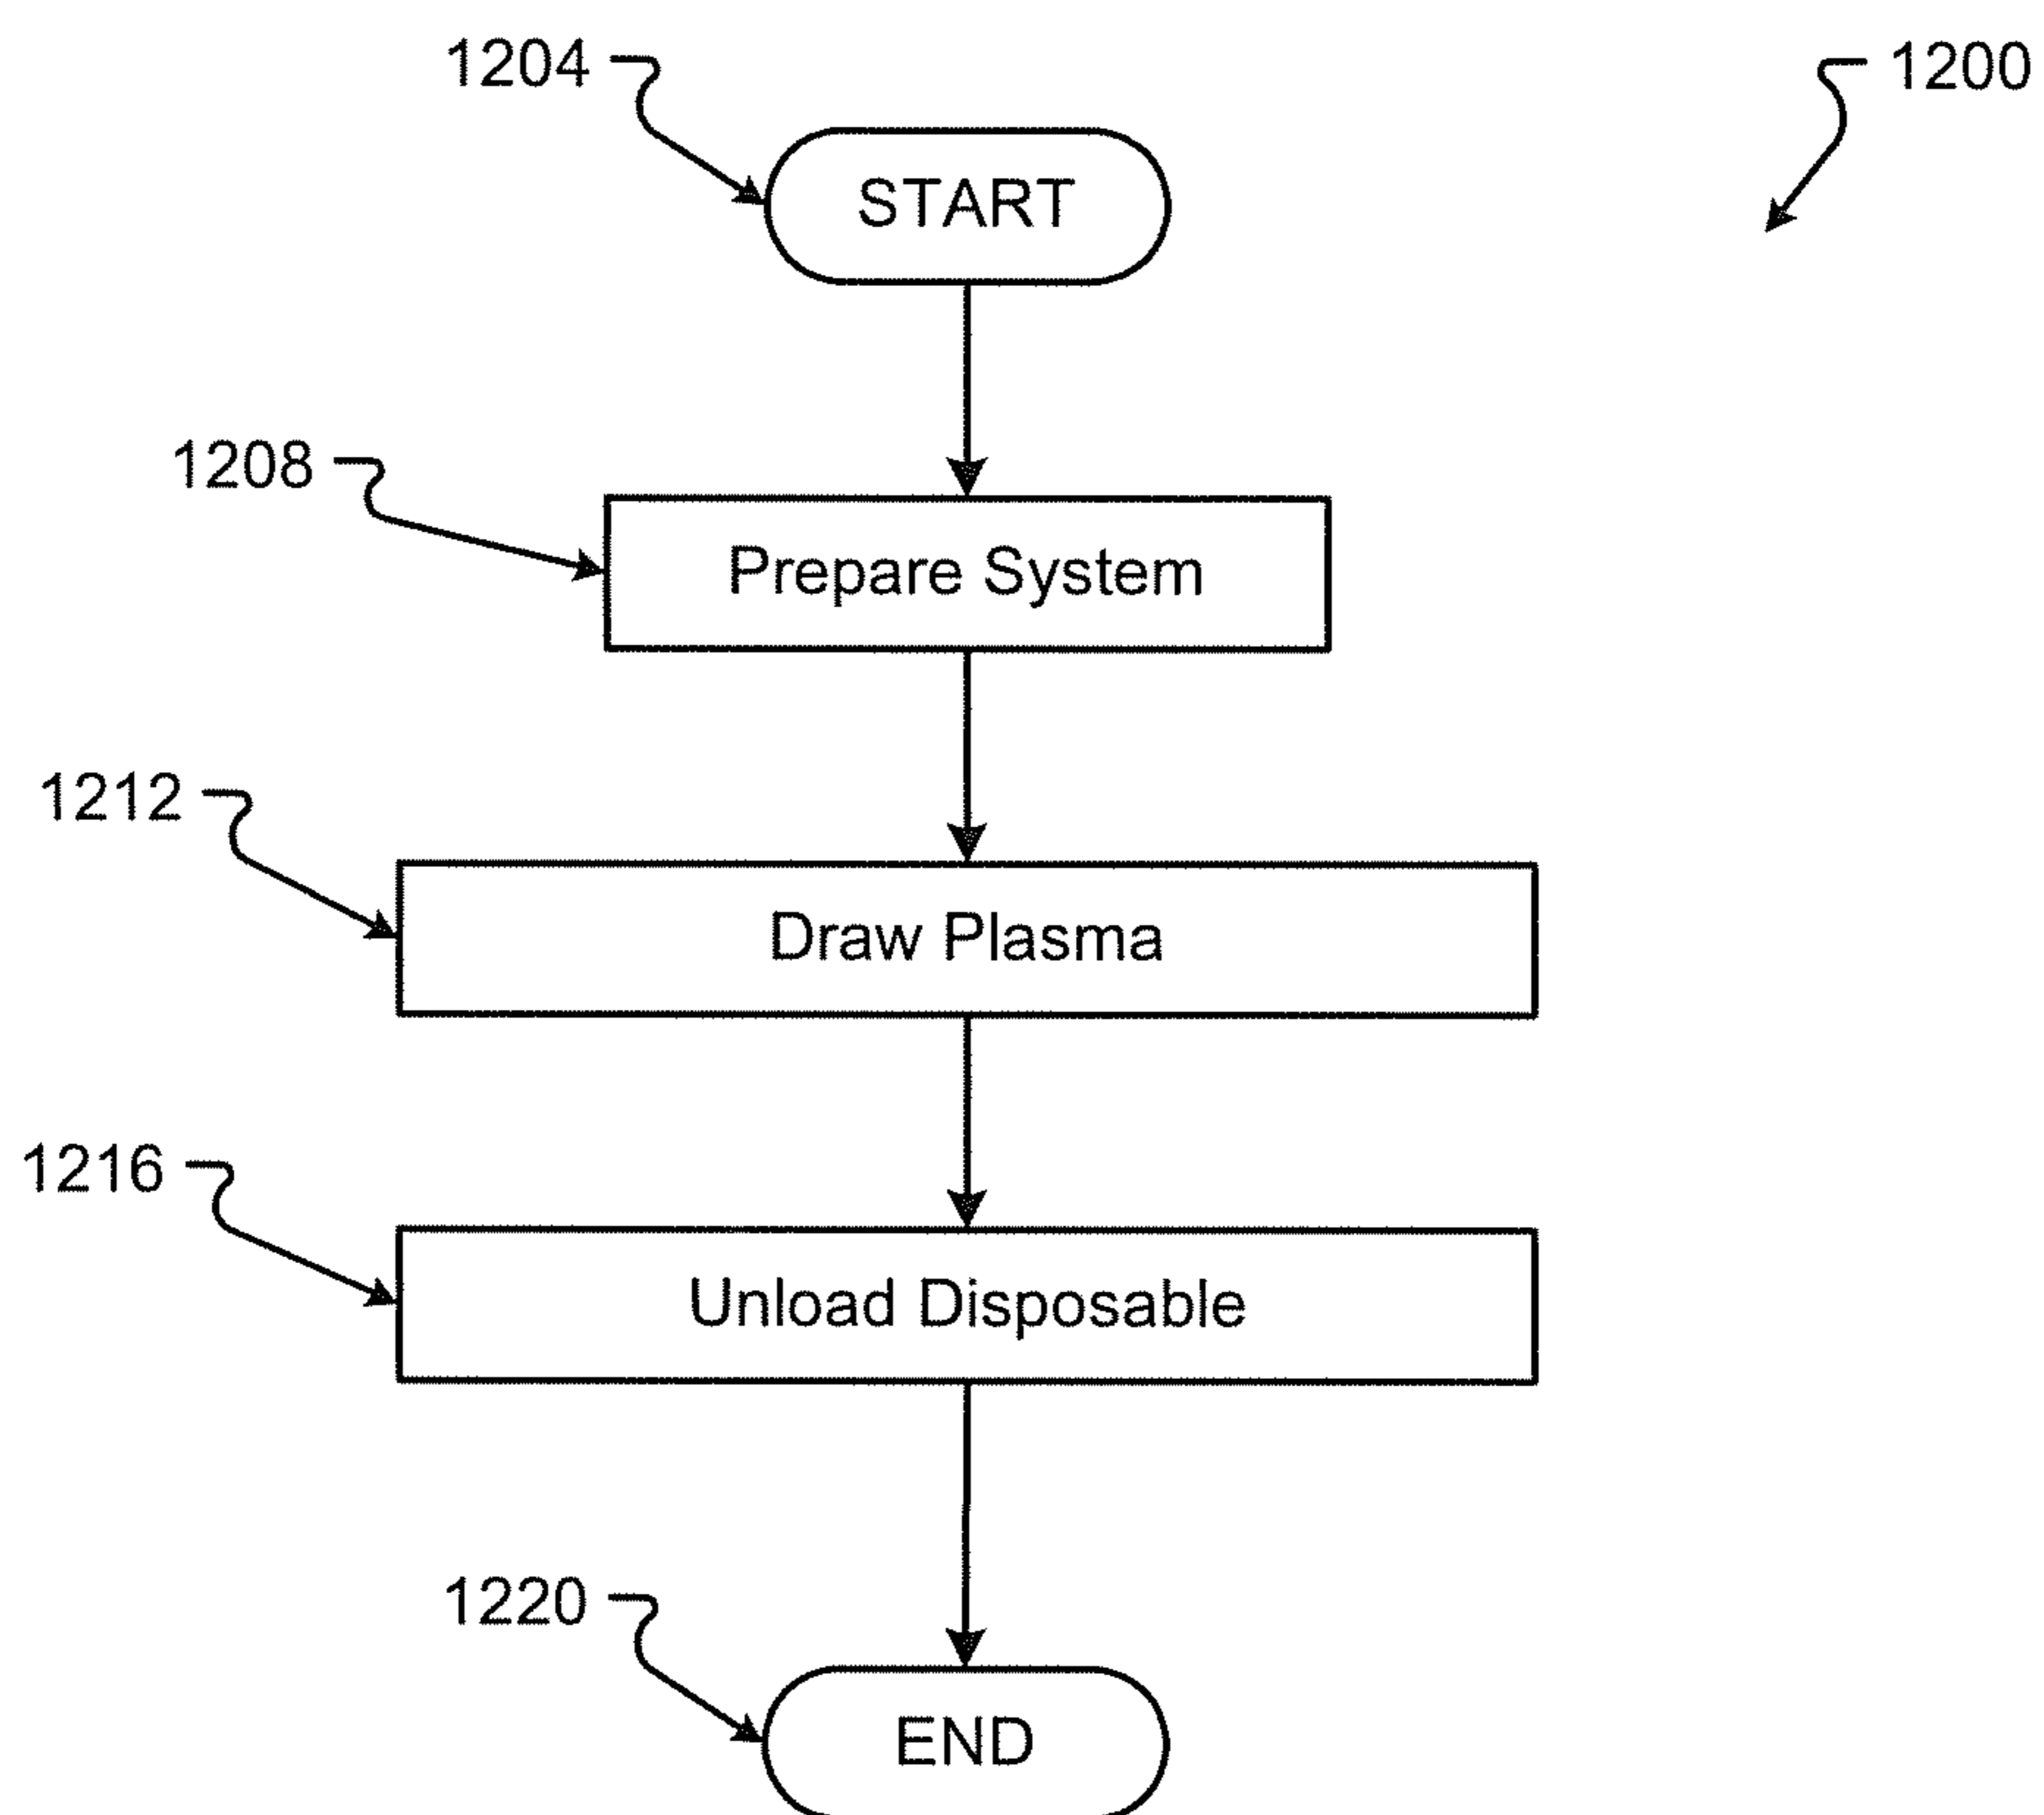 1204
1200
START
1208
Prepare System
1212
Draw Plasma
1216
Unload Disposable
1220
END